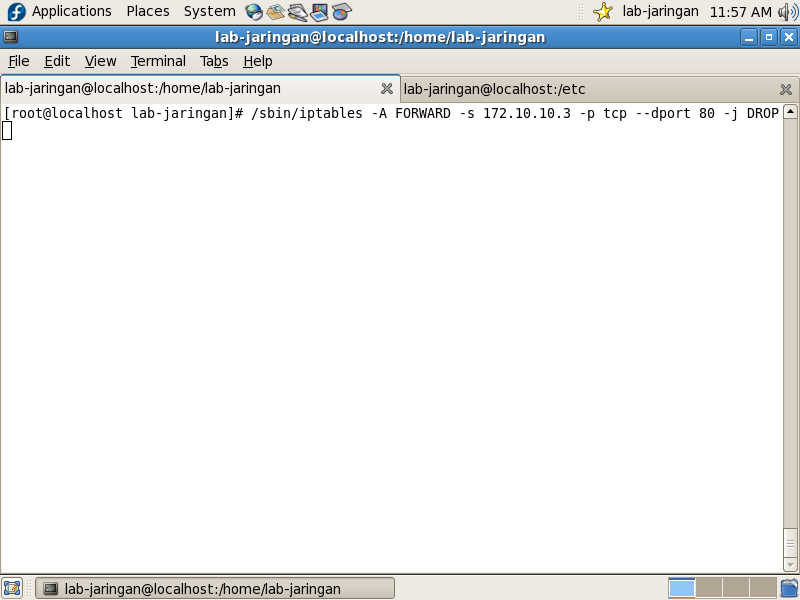 Applications Places System lab-jaringan 11:57 AM
lab-jaringan@localhost:/home/lab-jaringan
File Edit View Terminal Tabs Help
lab-jaringan@localhost:/home/lab-jaringan lab-jaringan@localhost:/etc
[root@localhost lab-jaringan]# /sbin/iptables -A FORWARD -s 172.10.10.3 -p tcp --dport 80 -j DROP
lab-jaringan@localhost:/home/lab-jaringan